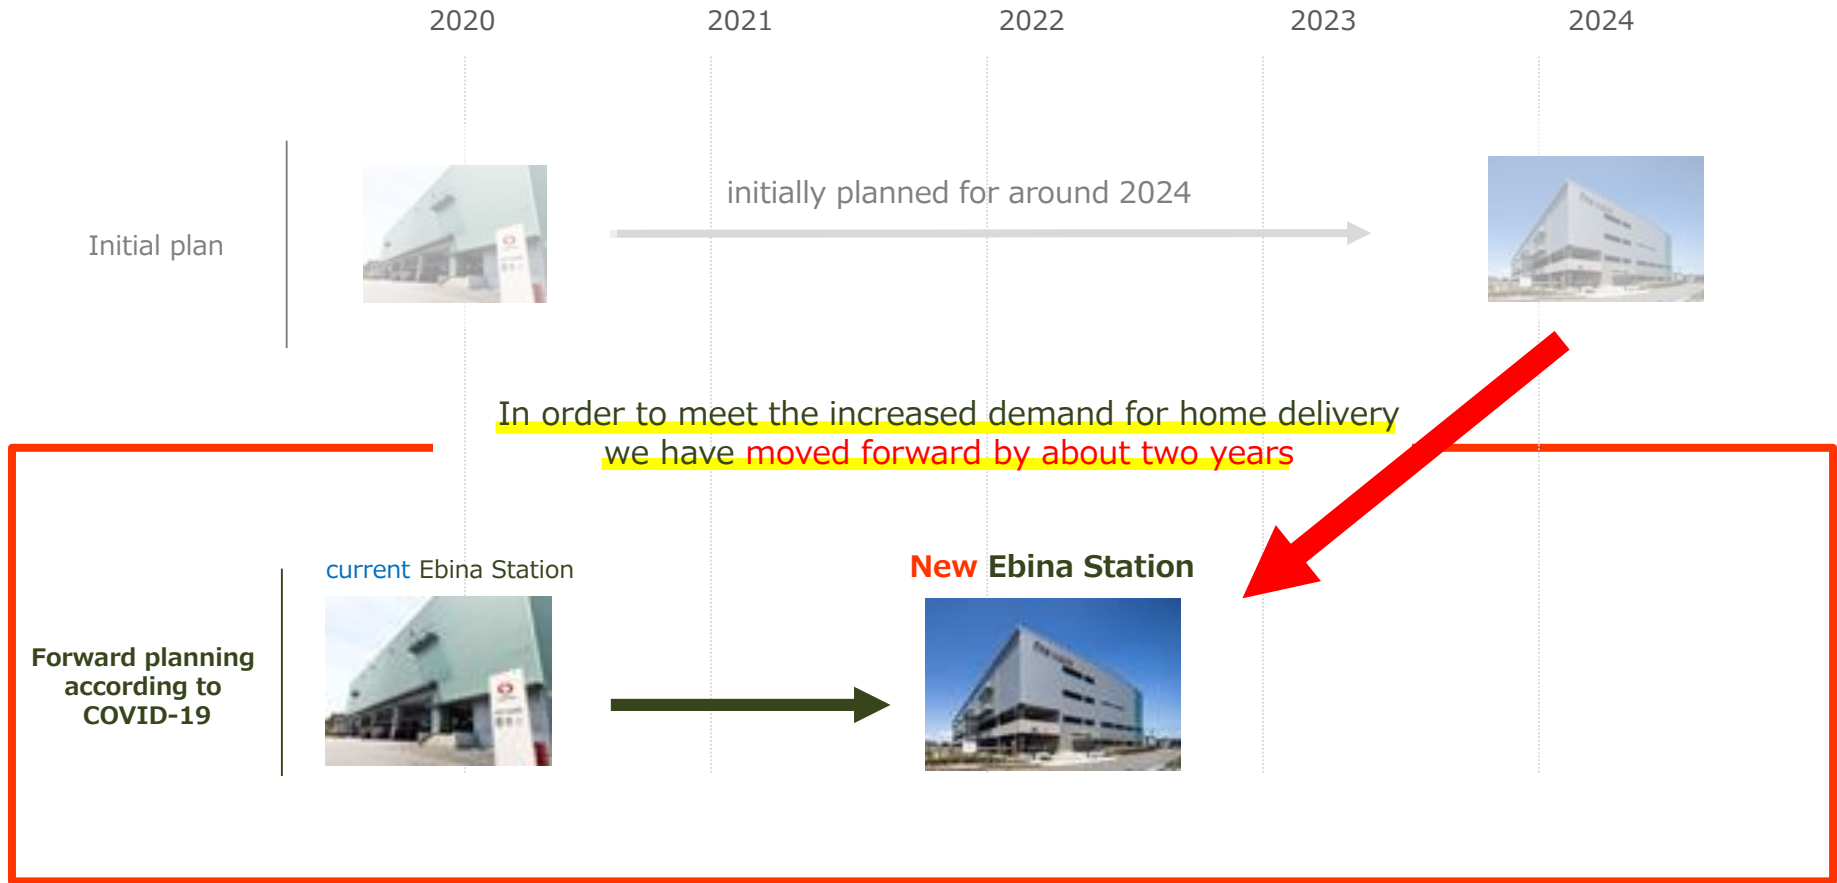 2020
2021
2022
2023
2024
Initial plan
initially planned for around 2024
In order to meet the increased demand for home delivery
we have moved forward by about two years
Forward planning
according to
COVID-19
current Ebina Station
New Ebina Station